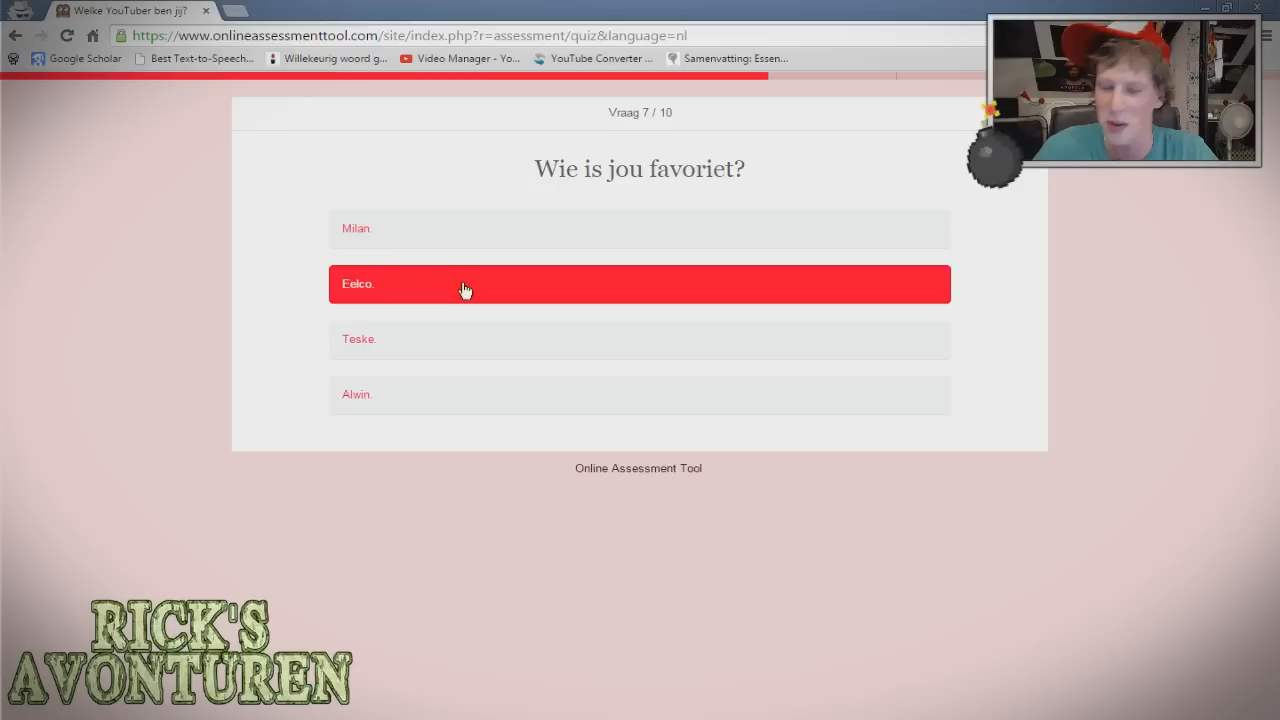 Welke YouTuber ben jij?
https://www.onlineassessmenttool.com/site/index.php?r=assessment/quiz&language=nl
Google Scholar
Best Text-to-Speech...
Willekeurig woord g...
Video Manager - Yo...
YouTube Converter ...
Samenvatting: Essen...
Vraag 7 / 10
Wie is jou favoriet?
Milan.
Eelco.
Teske.
Alwin.
Online Assessment Tool
RICK'S
AVONTUREN